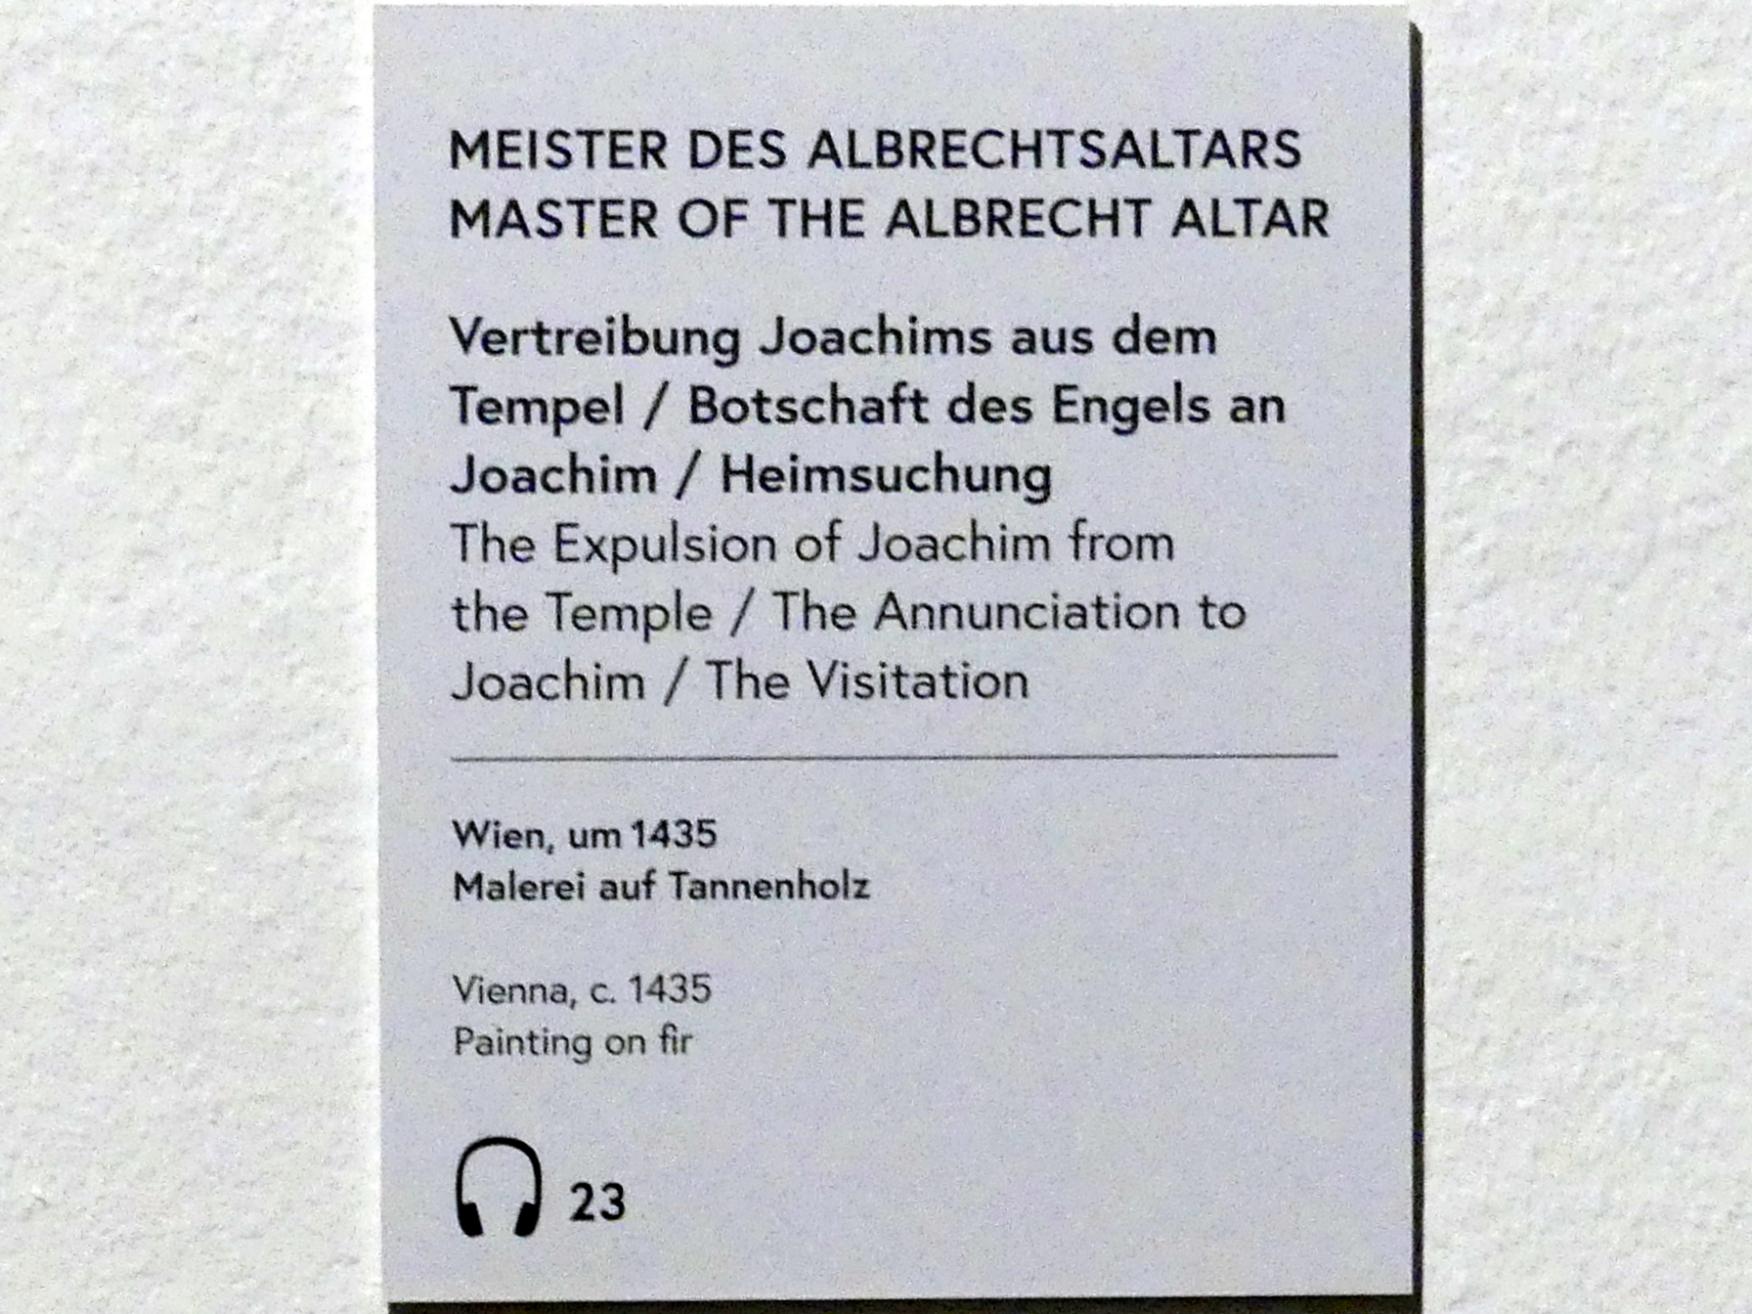 MEISTER DES ALBRECHTSALTARS
MASTER OF THE ALBRECHT ALTAR
Vertreibung Joachims aus dem
Tempel / Botschaft des Engels an
Joachim / Heimsuchung
The Expulsion of Joachim from
the Temple / The Annunciation to
Joachim / The Visitation
Wien, um 1435
Malerei auf Tannenholz
Vienna, c. 1435
Painting on fir
23